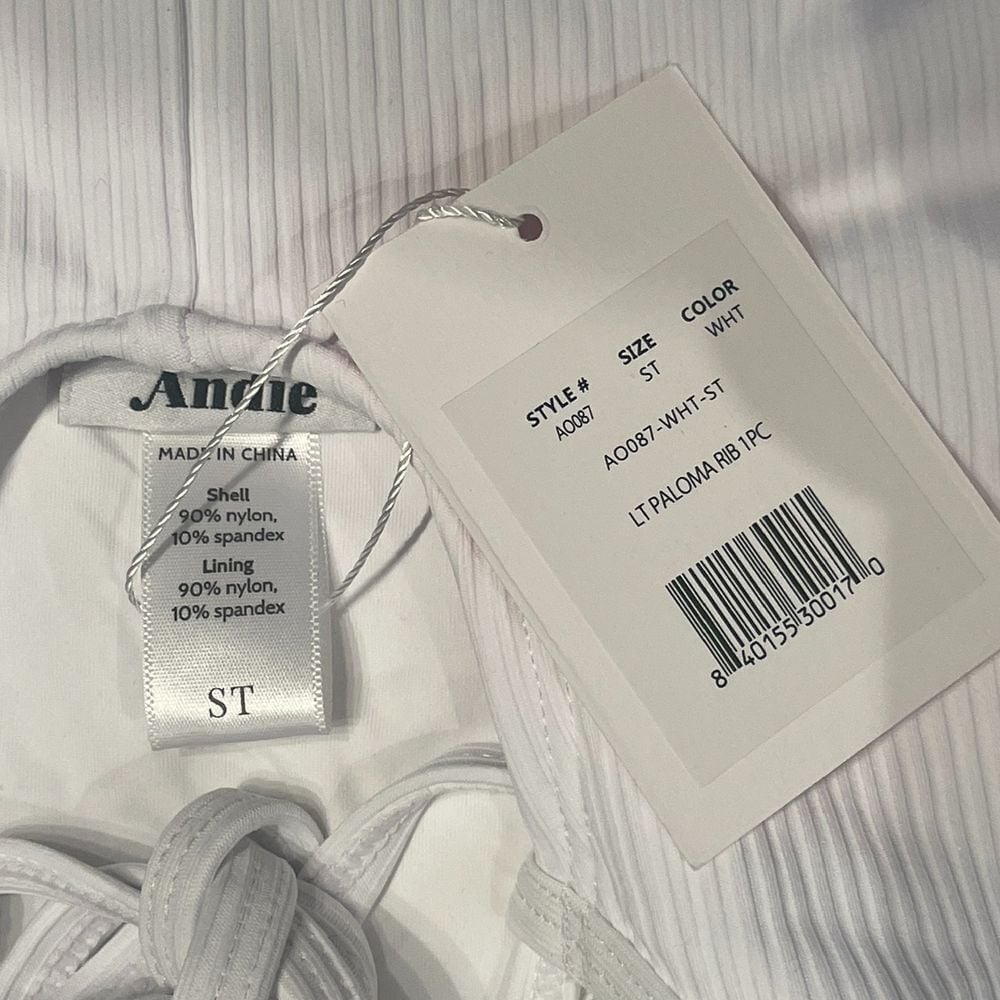 Andie
MADE IN CHINA
Shell
90% nylon,
10% spandex
Lining
90% nylon,
10% spandex
ST
STYLE # SIZE COLOR
AO087 ST WHT
AO087-WHT-ST
LT PALOMA RIB 1PC
8 40155 30017 0